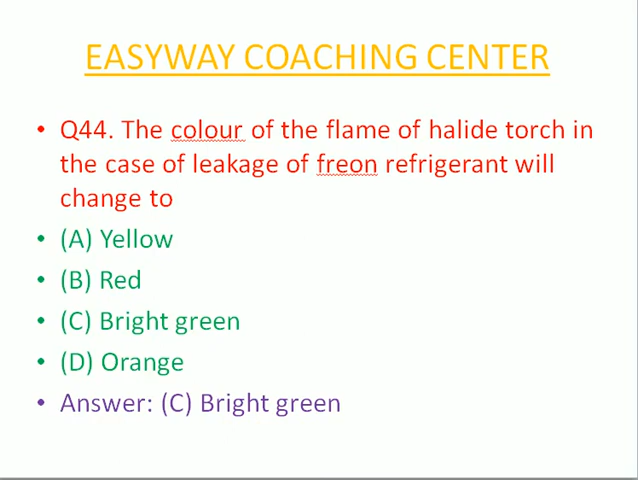 EASYWAY COACHING CENTER
• Q44. The colour of the flame of halide torch in
the case of leakage of freon refrigerant will
change to
• (A) Yellow
• (B) Red
• (C) Bright green
• (D) Orange
• Answer: (C) Bright green